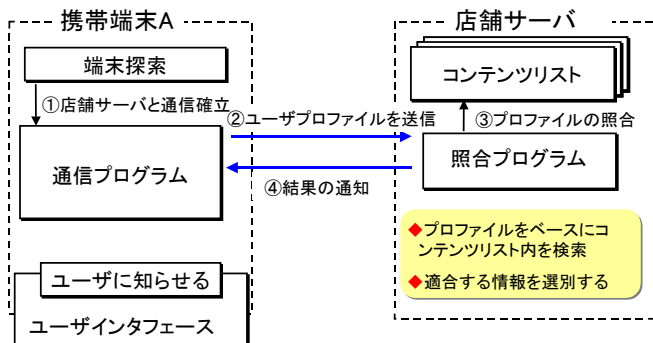 携帯端末A
店舗サーバ
端末探索
コンテンツリスト
①店舗サーバと通信確立
②ユーザプロファイルを送信
③プロファイルの照合
通信プログラム
照合プログラム
④結果の通知
◆プロファイルをベースにコ
ンテンツリスト内を検索
◆適合する情報を選別する
ユーザに知らせる
ユーザインタフェース